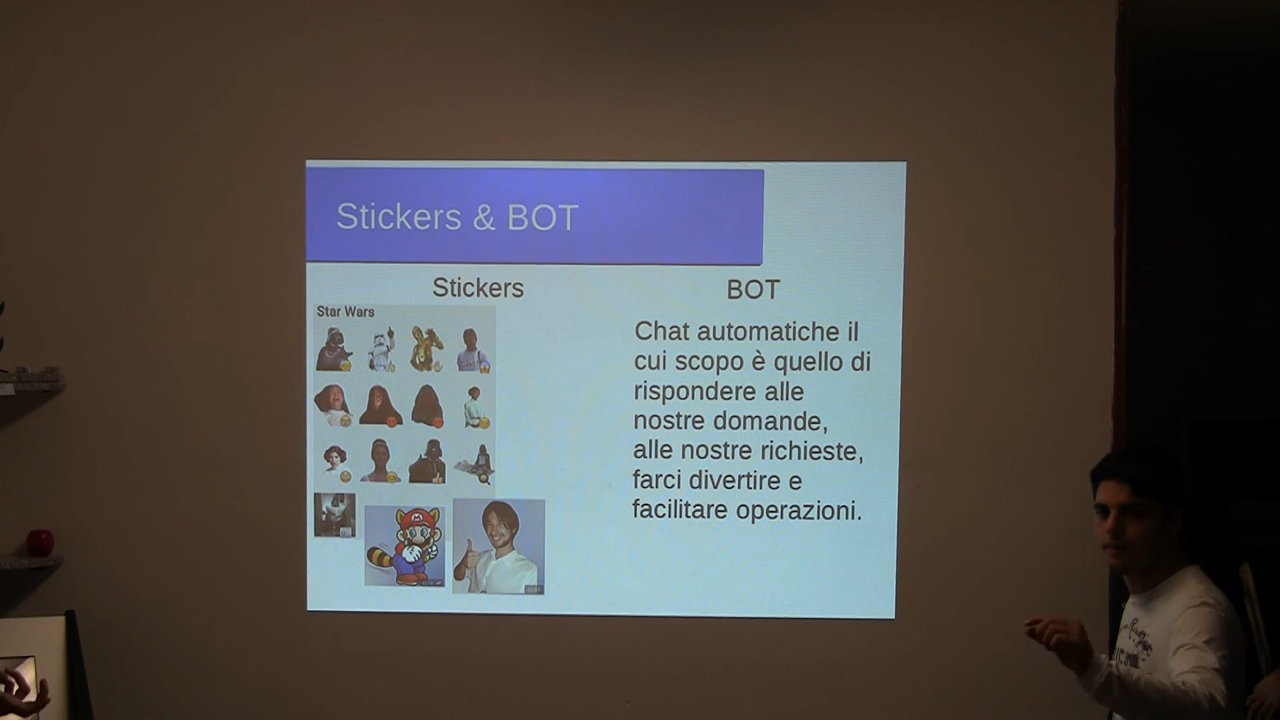 Stickers & BOT
Stickers
Star Wars
BOT
Chat automatiche il
cui scopo è quello di
rispondere alle
nostre domande,
alle nostre richieste,
farci divertire e
facilitare operazioni.